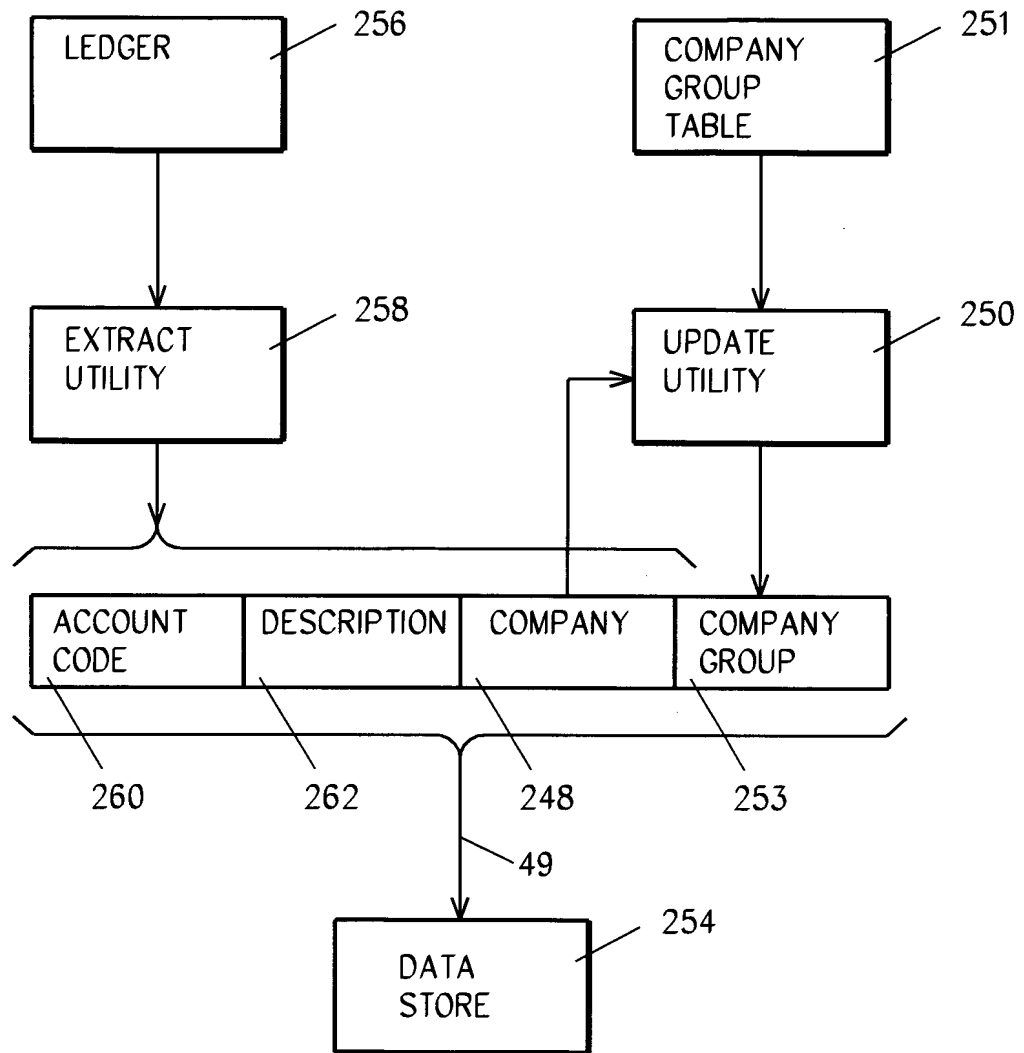 LEDGER
256
COMPANY
GROUP
TABLE
251
EXTRACT
UTILITY
258
UPDATE
UTILITY
250
ACCOUNT
CODE
DESCRIPTION
COMPANY
COMPANY
GROUP
260
262
248
253
49
DATA
STORE
254